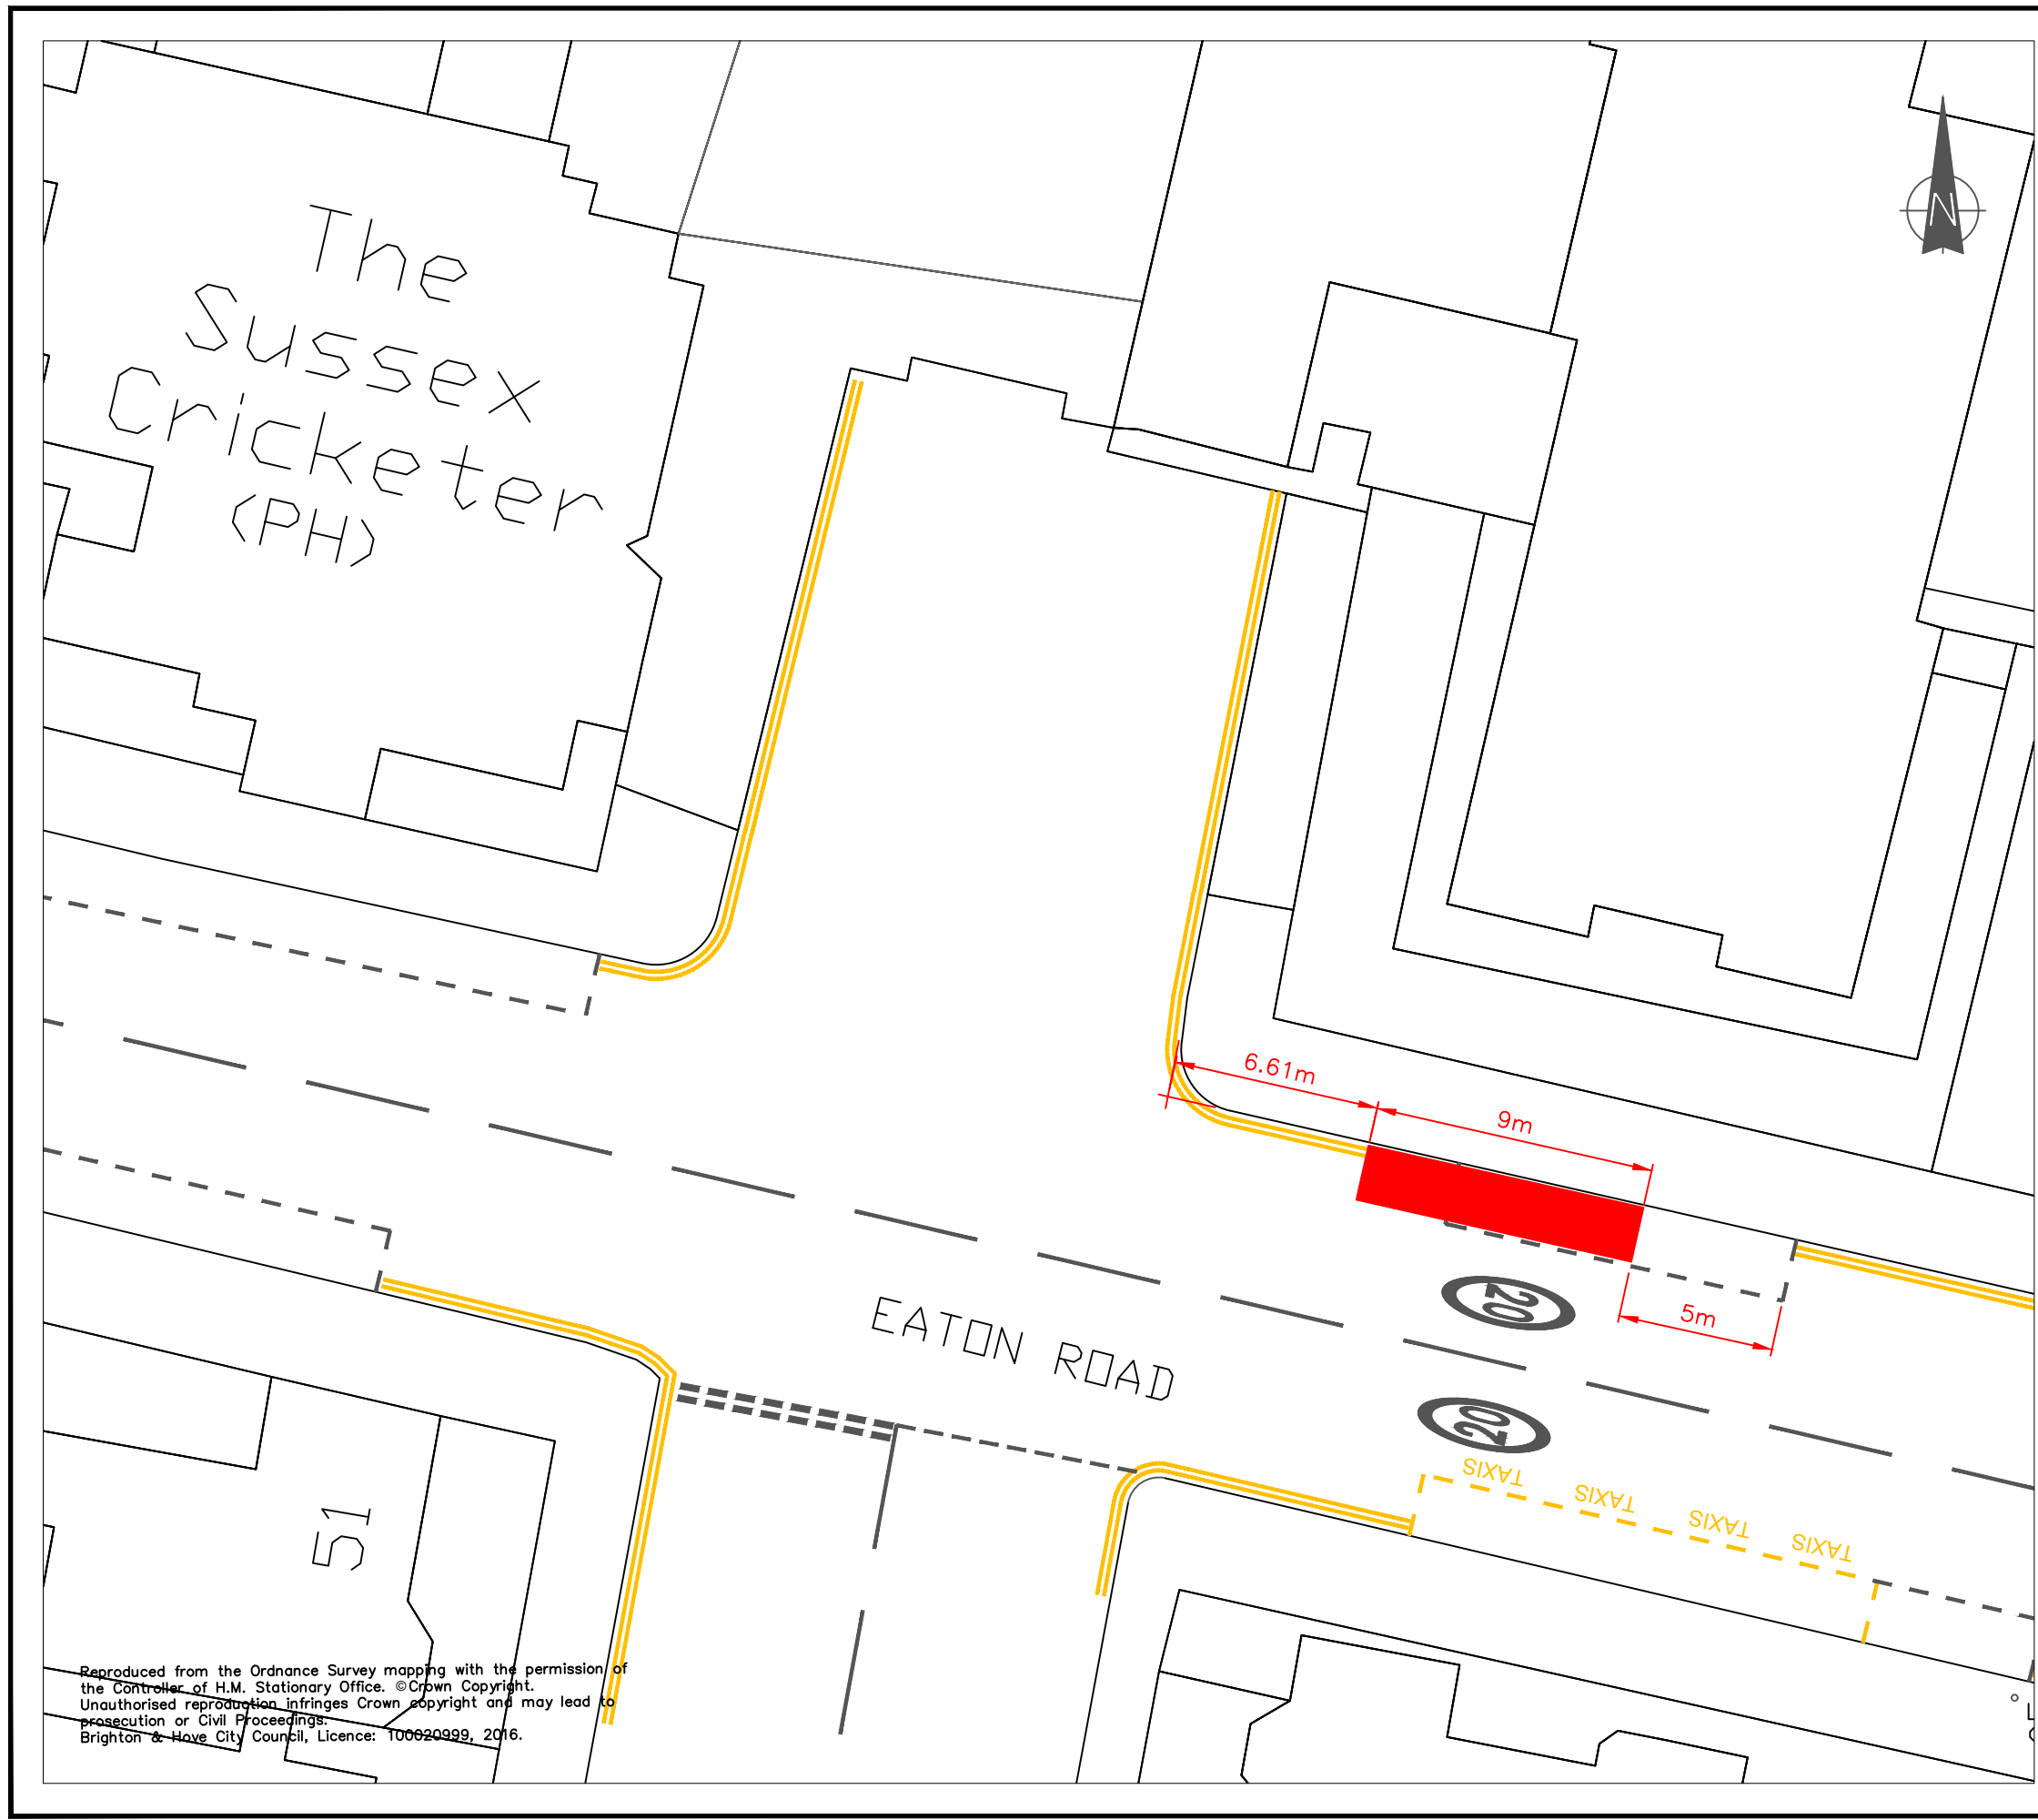 N
The
Sussex
Cricketer
(PH)
6.61m
9m
5m
20
EATON ROAD
20
TAXIS TAXIS TAXIS TAXIS
51
Reproduced from the Ordnance Survey mapping with the permission of
the Controller of H.M. Stationary Office. ©Crown Copyright.
Unauthorised reproduction infringes Crown copyright and may lead to
prosecution or Civil Proceedings.
Brighton & Hove City Council, Licence: 100020999, 2016.